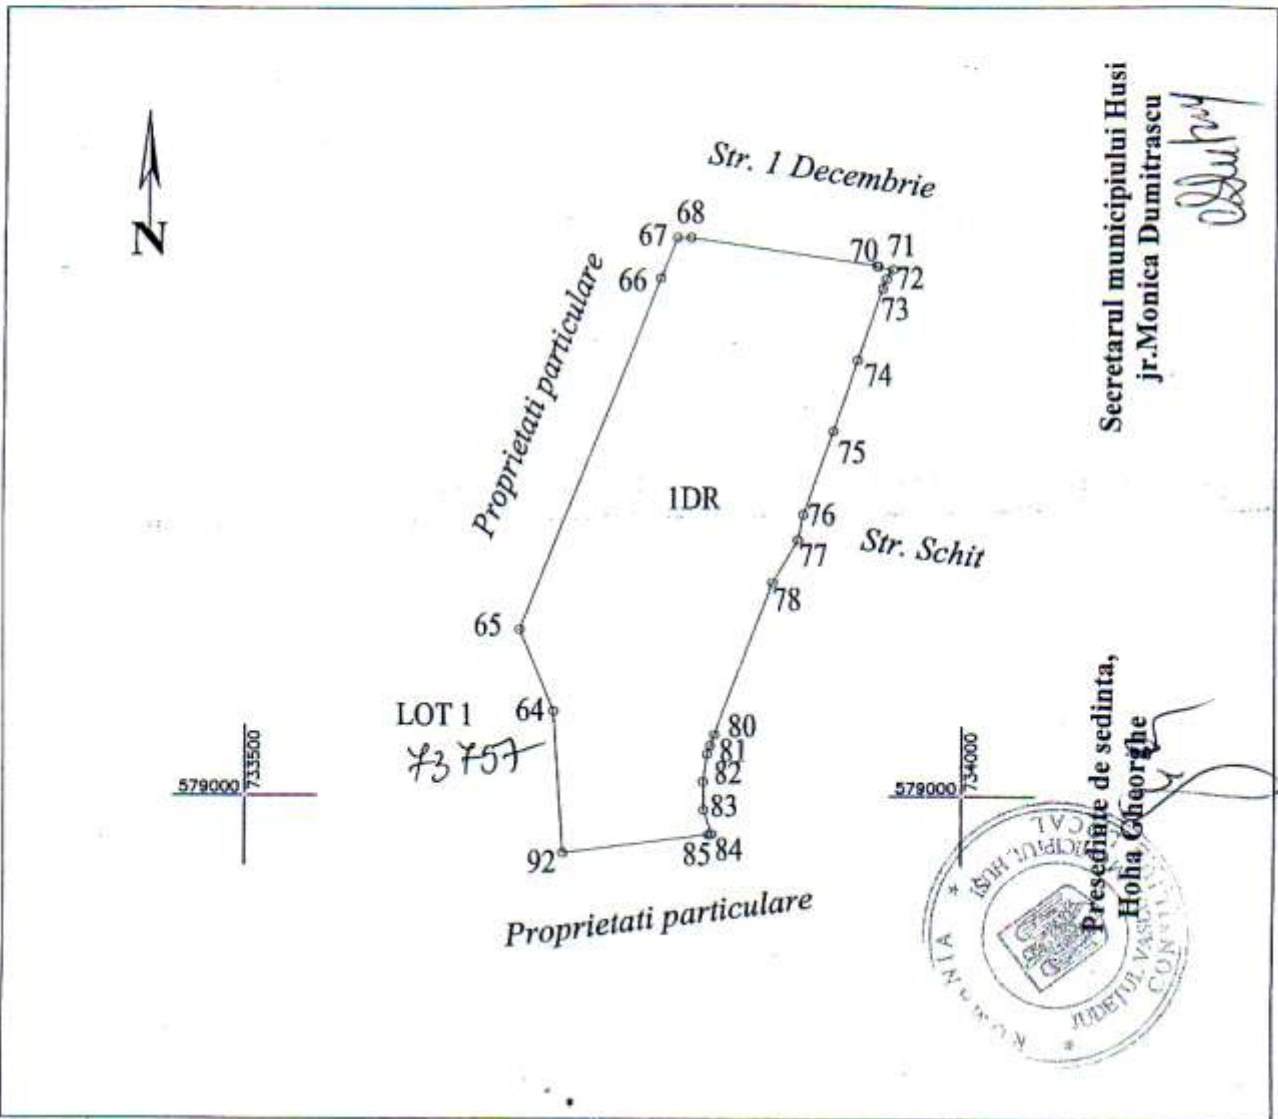 N
Str. 1 Decembrie
68
67
66
70
71
72
73
74
75
76
77
78
Proprietati particulare
1DR
Str. Schit
65
64
LOT 1
73757
80
81
82
83
85
84
92
Proprietati particulare
579000
733500
579000
734000
Secretarul municipiului Husi
jr.Monica Dumitrascu
Presedinte de sedinta,
Hoha Gheorghe
MUNICIPIUL HUȘI